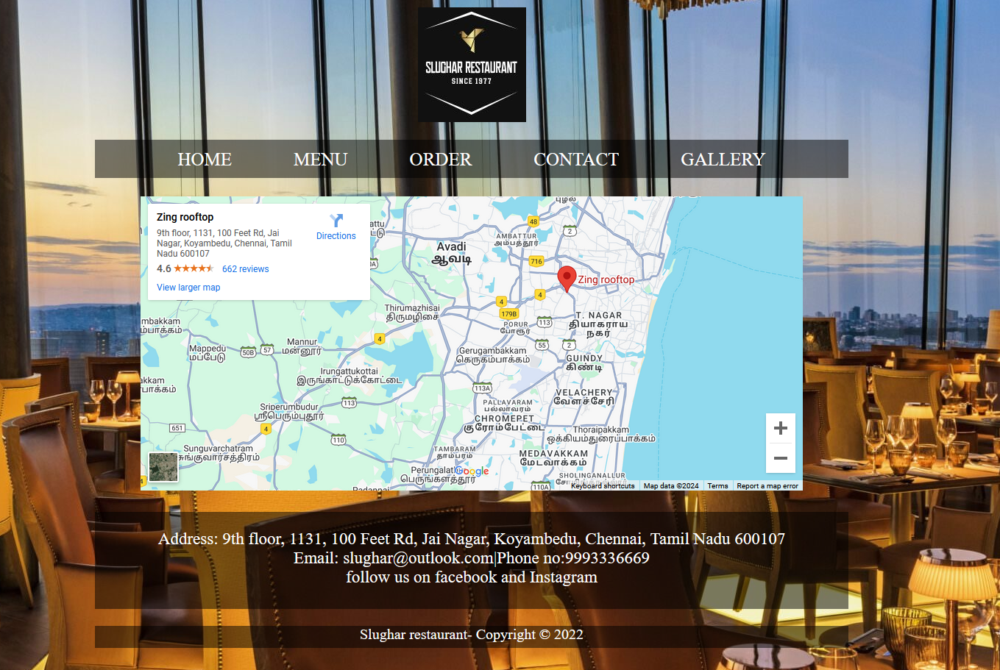 SLUGHAR RESTAURANT
SINCE 1977
HOME MENU ORDER CONTACT GALLERY
Zing rooftop
9th floor, 1131, 100 Feet Rd, Jai
Nagar, Koyambedu, Chennai, Tamil
Nadu 600107
4.6 662 reviews
View larger map
Directions
புழல்
48
2
AMBATTUR
அம்பத்தூர்
Avadi
ஆவடி
716
Zing rooftop
4
4
179B
Thirumazhisai
திருமழிசை
PORUR
போரூர்
113
T. NAGAR
தியாகராய
நகர்
4
Mannur
மன்னூர்
Mappedu
மப்பேடு
50B
57
55
2
Gerugambakkam
கெருகம்பாக்கம்
GUINDY
கிண்டி
Irungattukottai
இருங்காட்டுக்கோட்டை
113A
VELACHERY
வேளச்சேரி
113
PALLAVARAM
பல்லாவரம்
Sriperumbudur
ஸ்ரீபெரும்புதூர்
CHROMEPET
குரோம்பேட்டை
651
4
Thoraipakkam
ஒக்கியம்துரைப்பாக்கம்
110
Sunguvarchatram
சுங்குவார்சத்திரம்
TAMBARAM
தாம்பரம்
MEDAVAKKAM
மேடவாக்கம்
Perungalat
பெருங்களத்தூர்
Google
SHOLINGANALLUR
110A
Keyboard shortcuts Map data ©2024 Terms Report a map error
Address: 9th floor, 1131, 100 Feet Rd, Jai Nagar, Koyambedu, Chennai, Tamil Nadu 600107
Email: slughar@outlook.com|Phone no:9993336669
follow us on facebook and Instagram
Slughar restaurant- Copyright © 2022